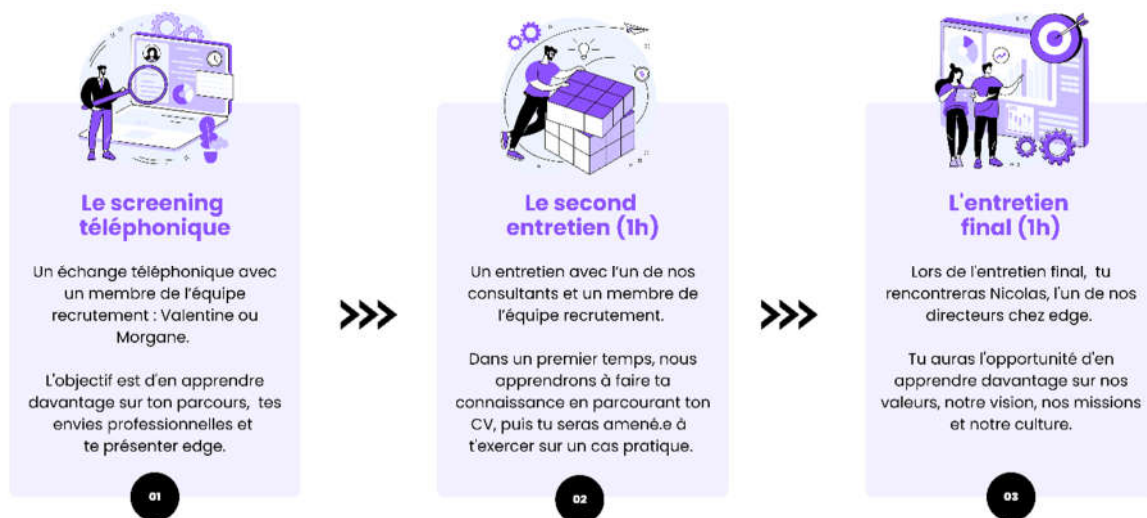 Le screening
téléphonique
Un échange téléphonique avec
un membre de l'équipe
recrutement : Valentine ou
Morgane.
L'objectif est d'en apprendre
davantage sur ton parcours, tes
envies professionnelles et
te présenter edge.
01
Le second
entretien (1h)
Un entretien avec l'un de nos
consultants et un membre de
l'équipe recrutement.
Dans un premier temps, nous
apprendrons à faire ta
connaissance en parcourant ton
CV, puis tu seras amené.e à
t'exercer sur un cas pratique.
02
L'entretien
final (1h)
Lors de l'entretien final, tu
rencontreras Nicolas, l'un de nos
directeurs chez edge.
Tu auras l'opportunité d'en
apprendre davantage sur nos
valeurs, notre vision, nos missions
et notre culture.
03